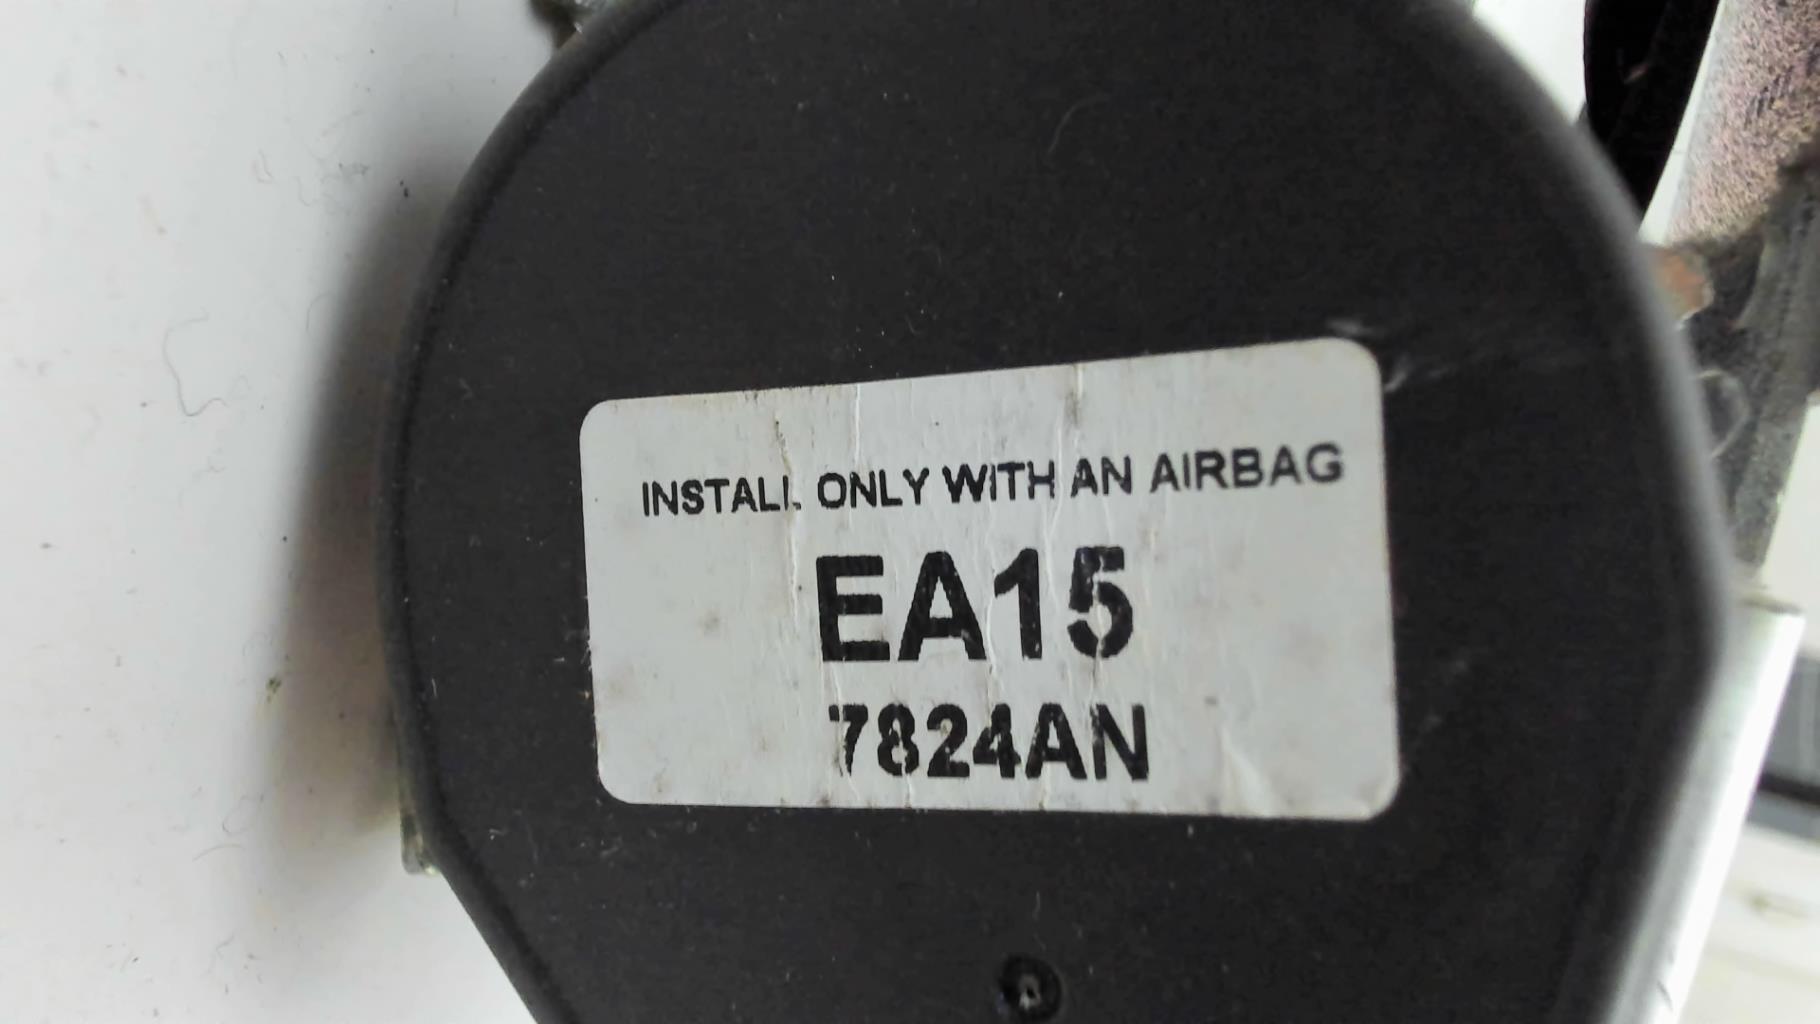 INSTALL ONLY WITH AN AIRBAG
EA15
7824AN